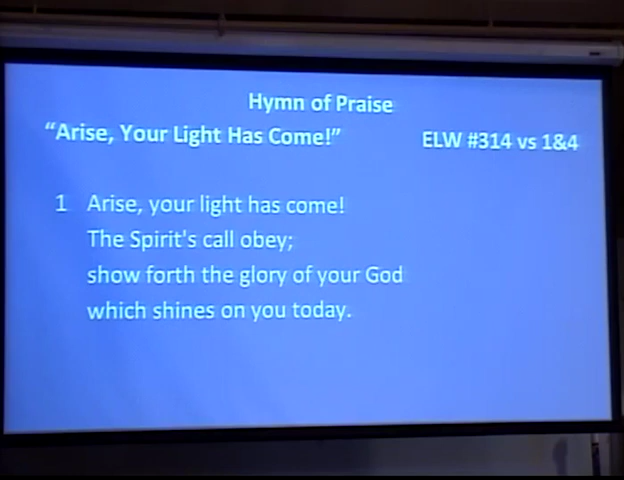 Hymn of Praise
“Arise, Your Light Has Come!” ELW #314 vs 1&4
1 Arise, your light has come!
The Spirit's call obey;
show forth the glory of your God
which shines on you today.